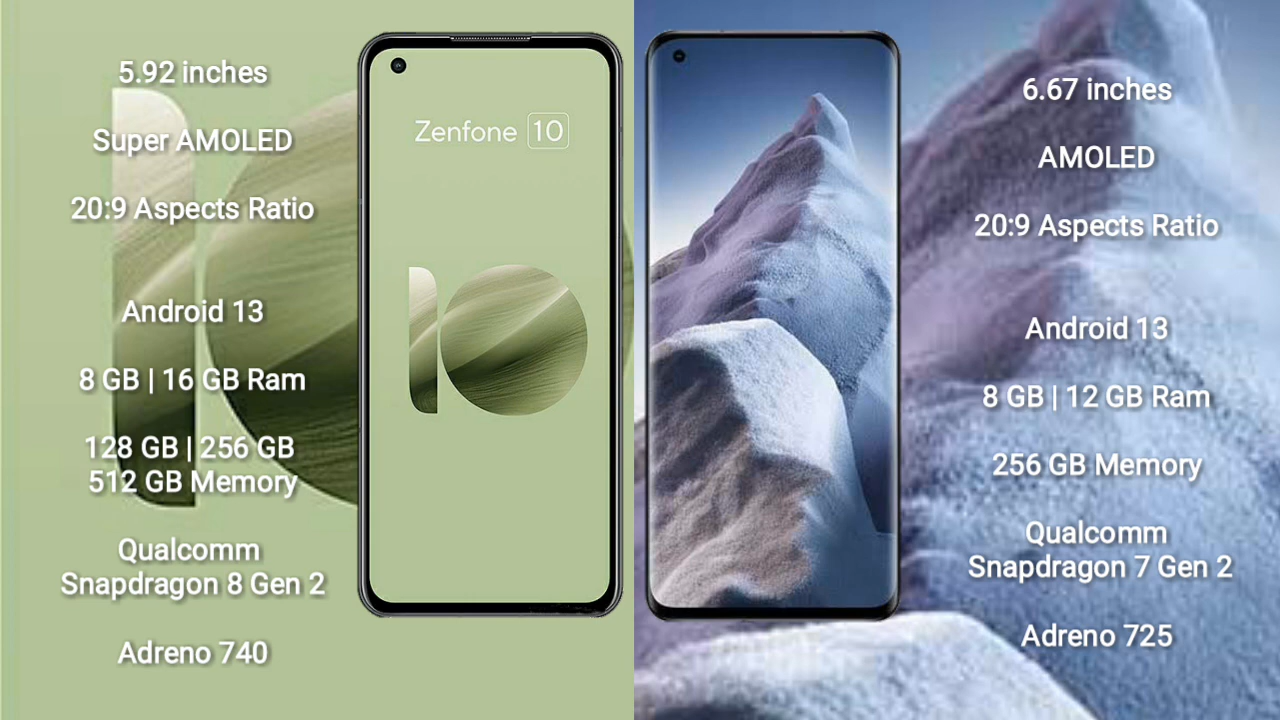 5.92 inches
Super AMOLED
20:9 Aspects Ratio
Android 13
8 GB | 16 GB Ram
128 GB | 256 GB
512 GB Memory
Qualcomm
Snapdragon 8 Gen 2
Adreno 740
Zenfone 10
10
6.67 inches
AMOLED
20:9 Aspects Ratio
Android 13
8 GB | 12 GB Ram
256 GB Memory
Qualcomm
Snapdragon 7 Gen 2
Adreno 725